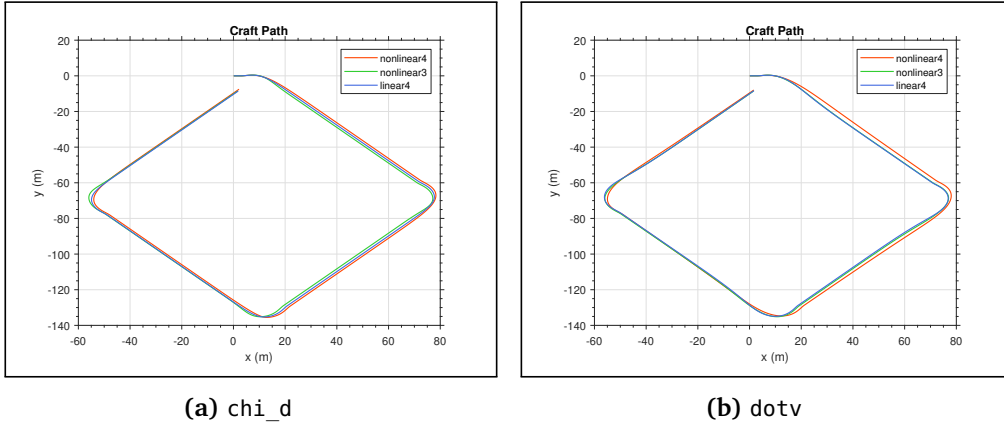 Craft Path
nonlinear4
nonlinear3
linear4
20
0
-20
-40
-60
-80
-100
-120
-140
y (m)
-60 -40 -20 0 20 40 60 80
x (m)
(a) chi_d
Craft Path
nonlinear4
nonlinear3
linear4
20
0
-20
-40
-60
-80
-100
-120
-140
y (m)
-60 -40 -20 0 20 40 60 80
x (m)
(b) dotv